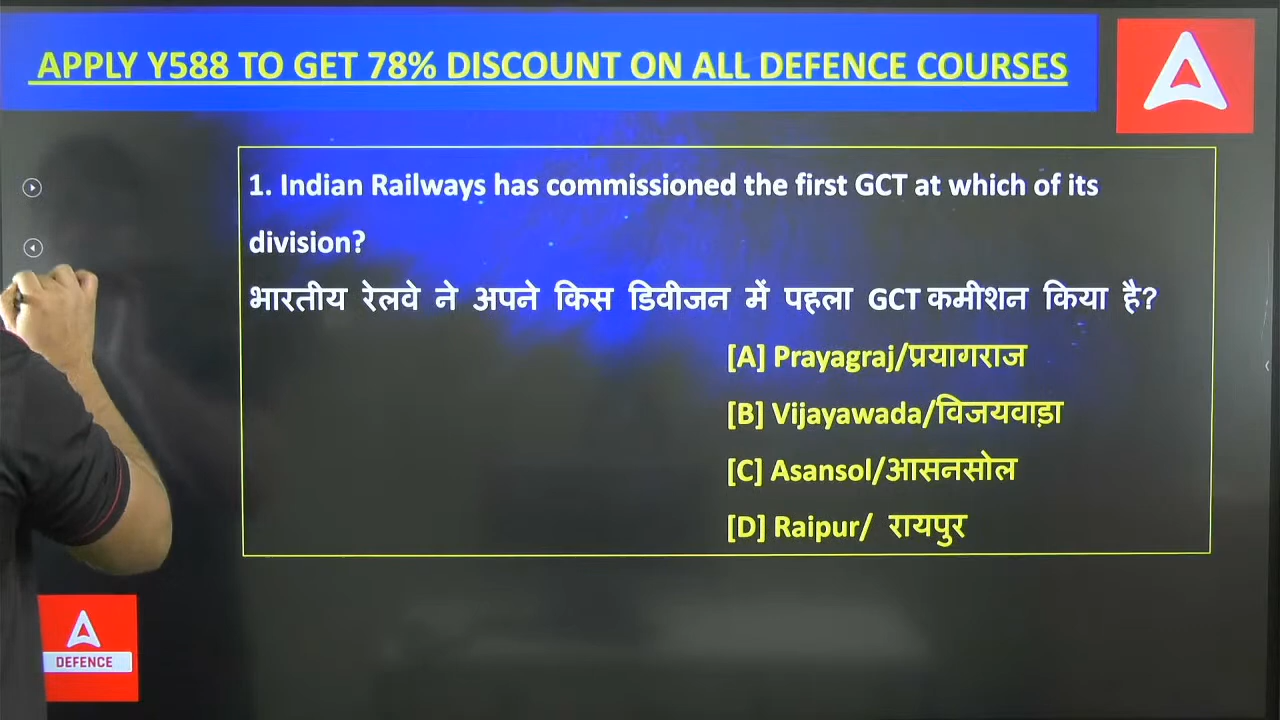 APPLY Y588 TO GET 78% DISCOUNT ON ALL DEFENCE COURSES
1. Indian Railways has commissioned the first GCT at which of its
division?
भारतीय रेलवे ने अपने किस डिवीजन में पहला GCT कमीशन किया है?
[A] Prayagraj/प्रयागराज
[B] Vijayawada/विजयवाड़ा
[C] Asansol/आसनसोल
[D] Raipur/ रायपुर
DEFENCE